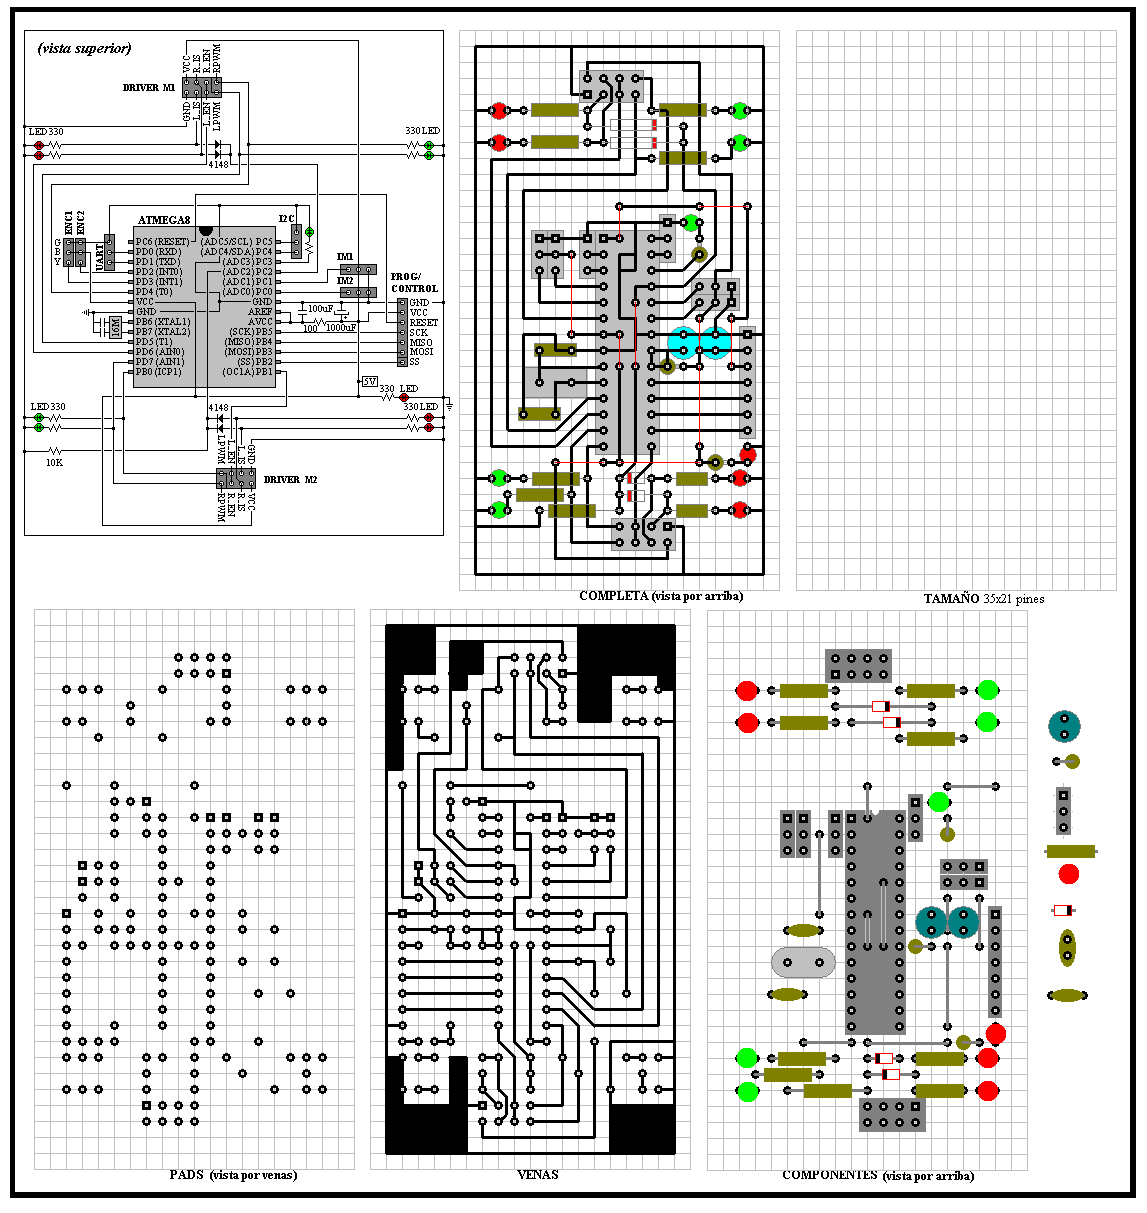 (vista superior)
VCC
R_IS
R_EN
RPWM
DRIVER M1
GND
L_IS
L_EN
LPWM
LED 330
330 LED
4148
ENC1
ENC2
G
B
Y
UART
ATMEGA8
I2C
PC6 (RESET) (ADC5/SCL) PC5
PD0 (RXD) (ADC4/SDA) PC4
PD1 (TXD) (ADC3) PC3
PD2 (INT0) (ADC2) PC2
PD3 (INT1) (ADC1) PC1
PD4 (T0) (ADC0) PC0
VCC GND
GND AREF
PB6 (XTAL1) AVCC
PB7 (XTAL2) (SCK) PB5
PD5 (T1) (MISO) PB4
PD6 (AIN0) (MOSI) PB3
PD7 (AIN1) (SS) PB2
PB0 (ICP1) (OC1A) PB1
16M
IM1
IM2
PROG/
CONTROL
GND
VCC
RESET
SCK
MISO
MOSI
SS
100uF
100
1000uF
5V
330 LED
LED 330
4148
330 LED
10K
LPWM
L_EN
L_IS
GND
DRIVER M2
RPWM
R_EN
R_IS
VCC
COMPLETA (vista por arriba)
TAMAÑO 35x21 pines
PADS (vista por venas)
VENAS
COMPONENTES (vista por arriba)